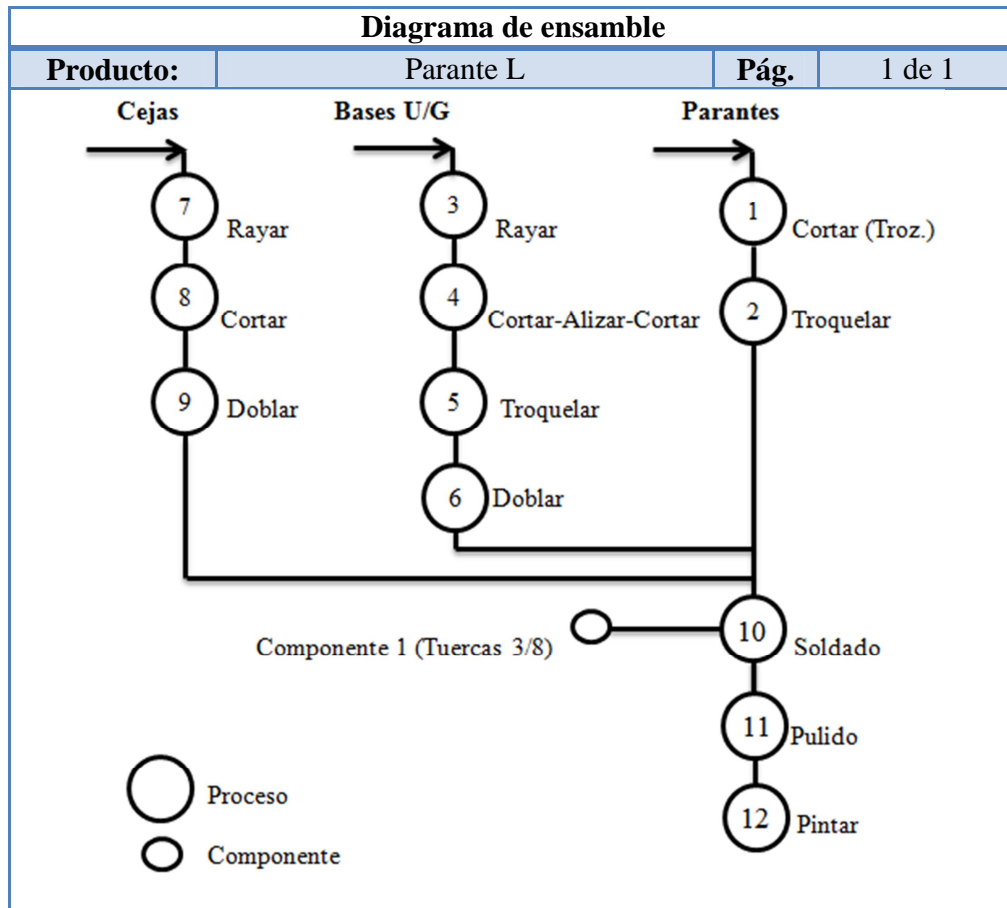 Diagrama de ensamble
Producto: Parante L Pág. 1 de 1
Cejas Bases U/G Parantes
7 Rayar 3 Rayar 1 Cortar (Troz.)
8 Cortar 4 Cortar-Alizar-Cortar 2 Troquelar
9 Doblar 5 Troquelar
6 Doblar
Componente 1 (Tuercas 3/8) 10 Soldado
11 Pulido
Proceso 12 Pintar
Componente